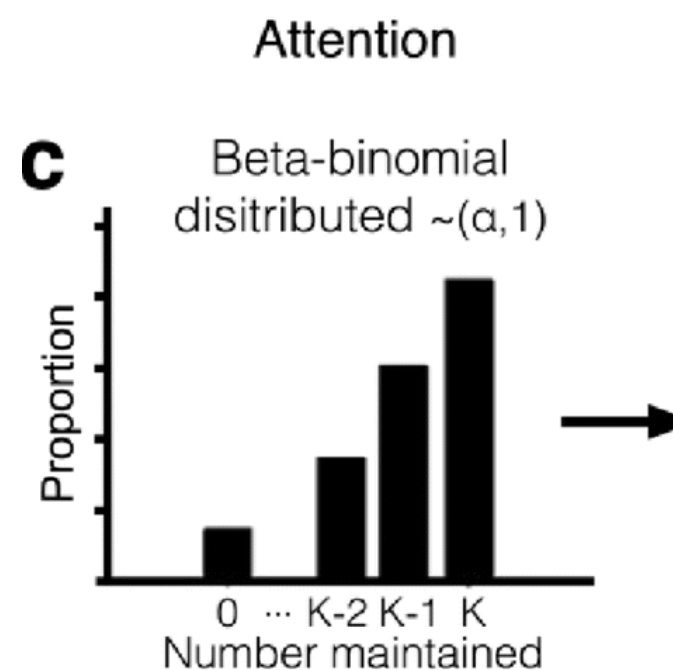 Attention
c
Beta-binomial
disitributed ~(α,1)
Proportion
0 ... K-2 K-1 K
Number maintained